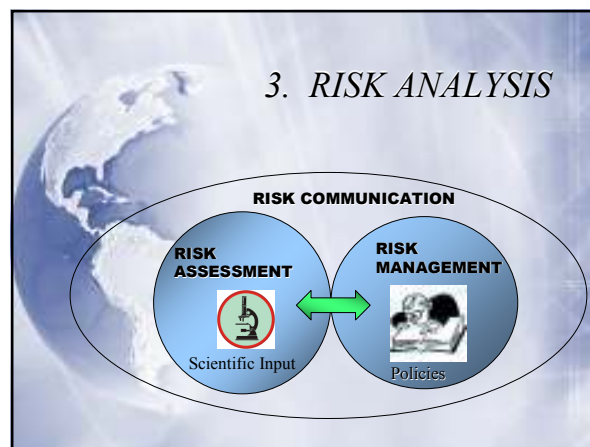 3. RISK ANALYSIS
RISK COMMUNICATION
RISK
ASSESSMENT
Scientific Input
RISK
MANAGEMENT
Policies